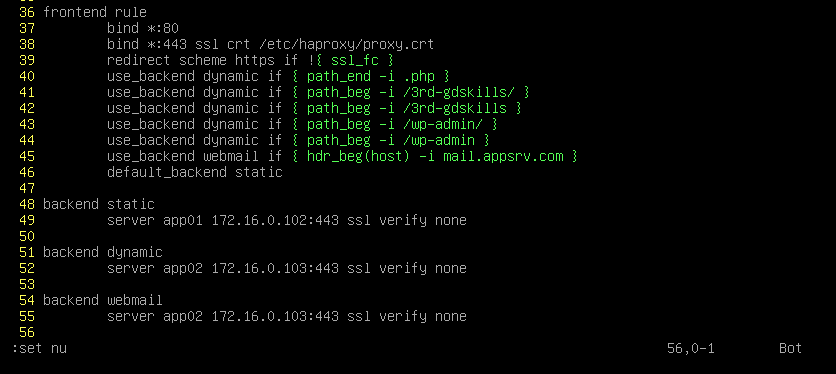 36 frontend rule
37         bind *:80
38         bind *:443 ssl crt /etc/haproxy/proxy.crt
39         redirect scheme https if !{ ssl_fc }
40         use_backend dynamic if { path_end -i .php }
41         use_backend dynamic if { path_beg -i /3rd-gdskills/ }
42         use_backend dynamic if { path_beg -i /3rd-gdskills }
43         use_backend dynamic if { path_beg -i /wp-admin/ }
44         use_backend dynamic if { path_beg -i /wp-admin }
45         use_backend webmail if { hdr_beg(host) -i mail.appsrv.com }
46         default_backend static
47
48 backend static
49         server app01 172.16.0.102:443 ssl verify none
50
51 backend dynamic
52         server app02 172.16.0.103:443 ssl verify none
53
54 backend webmail
55         server app02 172.16.0.103:443 ssl verify none
56
:set nu 56,0-1 Bot